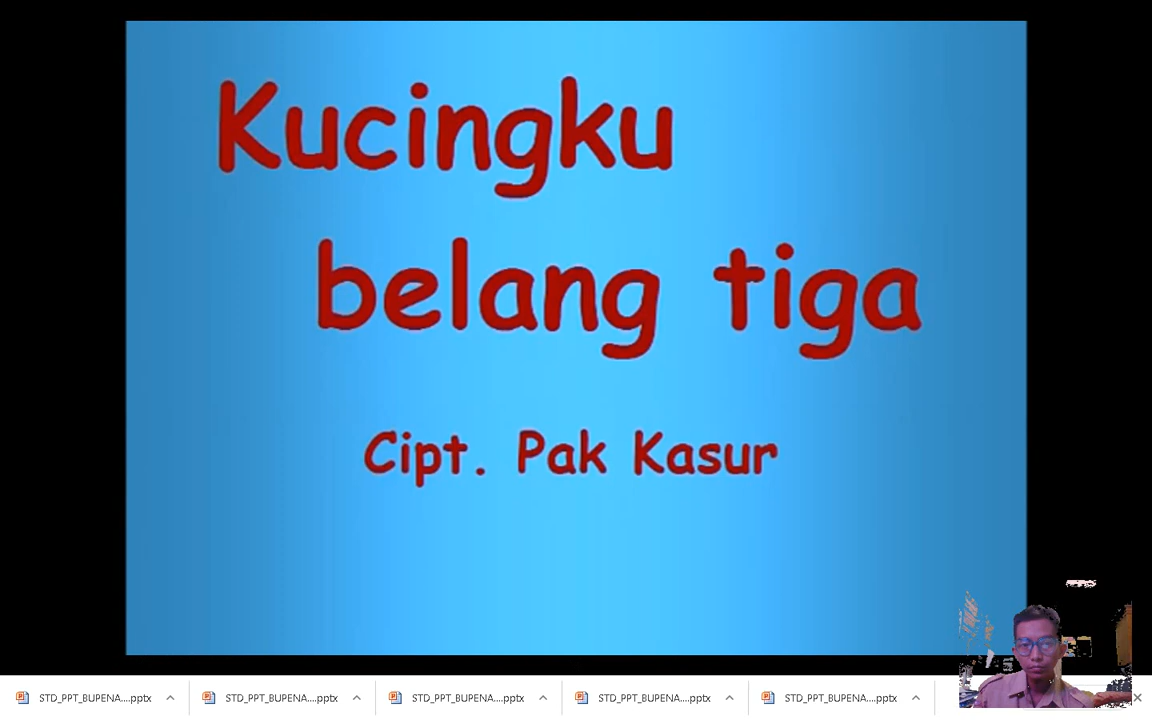 Kucingku
belang tiga
Cipt. Pak Kasur
STD_PPT_BUPENA....pptx
STD_PPT_BUPENA....pptx
STD_PPT_BUPENA....pptx
STD_PPT_BUPENA....pptx
STD_PPT_BUPENA....pptx